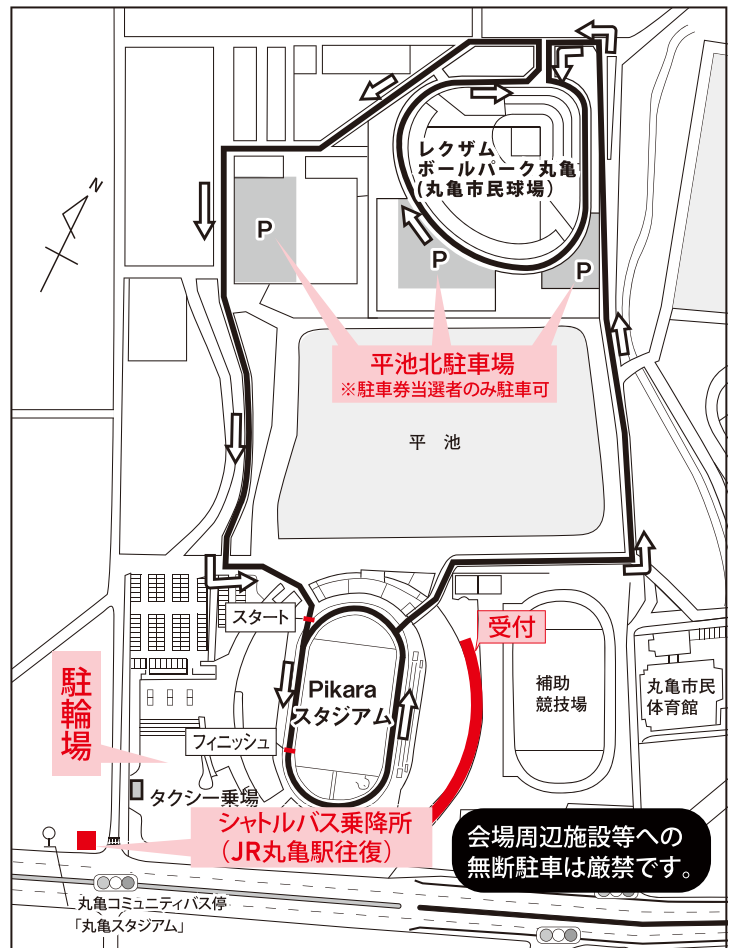 N
レクザム
ボールパーク丸亀
(丸亀市民球場)
P
P
P
平池北駐車場
※駐車券当選者のみ駐車可
平 池
スタート
受付
Pikara
スタジアム
補助
競技場
丸亀市民
体育館
駐輪場
フィニッシュ
タクシー乗場
シャトルバス乗降所
(JR丸亀駅往復)
会場周辺施設等への
無断駐車は厳禁です。
丸亀コミュニティバス停
「丸亀スタジアム」